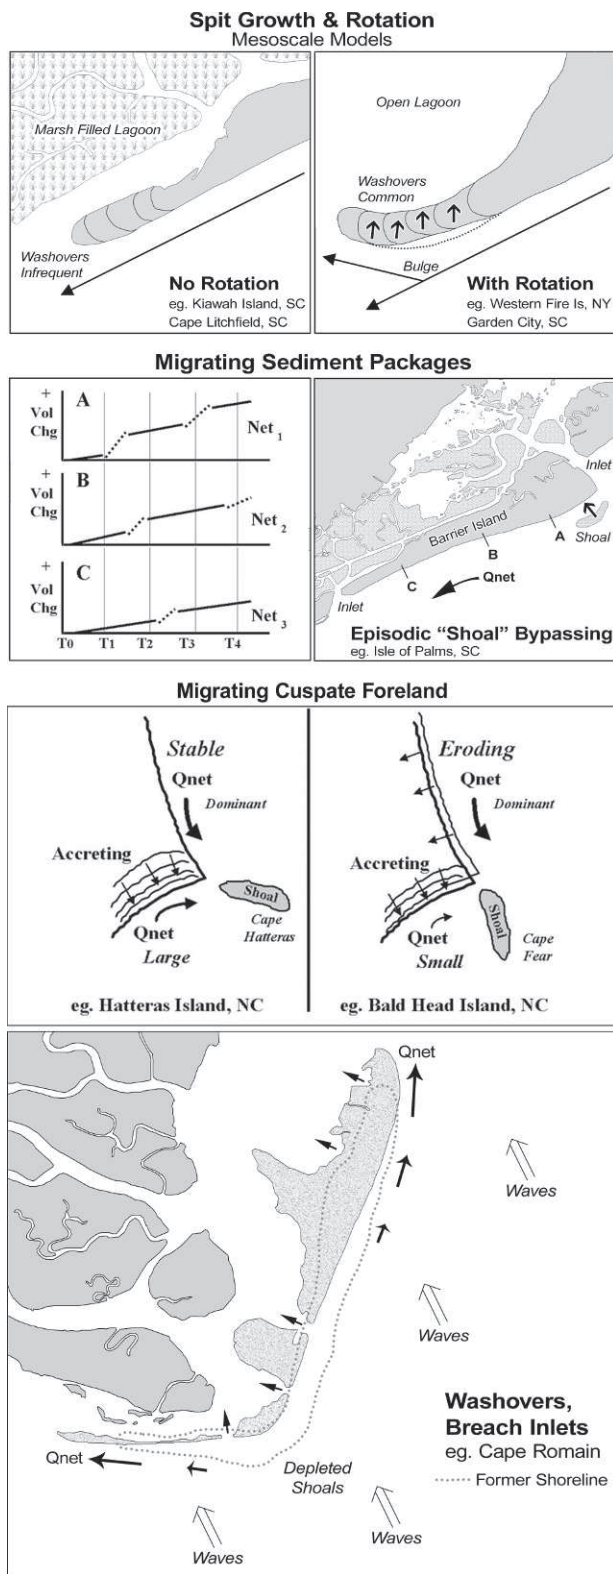 Spit Growth & Rotation
Mesoscale Models
Marsh Filled Lagoon
Washovers
Infrequent
No Rotation
eg. Kiawah Island, SC
Cape Litchfield, SC
Open Lagoon
Washovers
Common
Bulge
With Rotation
eg. Western Fire Is, NY
Garden City, SC
Migrating Sediment Packages
+
Vol
Chg
A
Net 1
+
Vol
Chg
B
Net 2
+
Vol
Chg
C
Net 3
T0 T1 T2 T3 T4
Inlet
Barrier Island
A
Shoal
B
C
Qnet
Inlet
Episodic “Shoal” Bypassing
eg. Isle of Palms, SC
Migrating Cuspate Foreland
Stable
Qnet
Dominant
Accreting
Shoal
Cape
Hatteras
Qnet
Large
eg. Hatteras Island, NC
Eroding
Qnet
Dominant
Accreting
Shoal
Qnet
Small
Cape
Fear
eg. Bald Head Island, NC
Qnet
Waves
Waves
Washovers,
Breach Inlets
eg. Cape Romain
Former Shoreline
Qnet
Depleted
Shoals
Waves
Waves